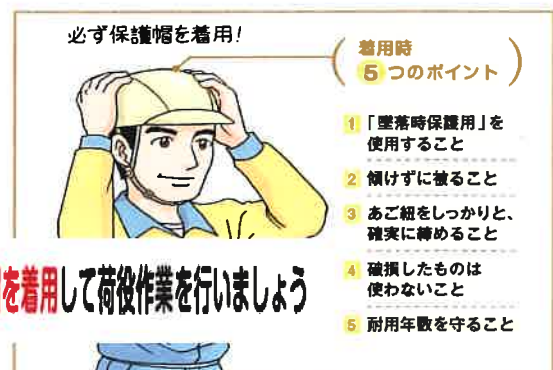 必ず保護帽を着用!
着用時
5つのポイント
1 「墜落時保護用」を
使用すること
2 傾けずに被ること
3 あご紐をしっかりと、
確実に締めること
4 破損したものは
使わないこと
5 耐用年数を守ること
を着用して荷役作業を行いましょう